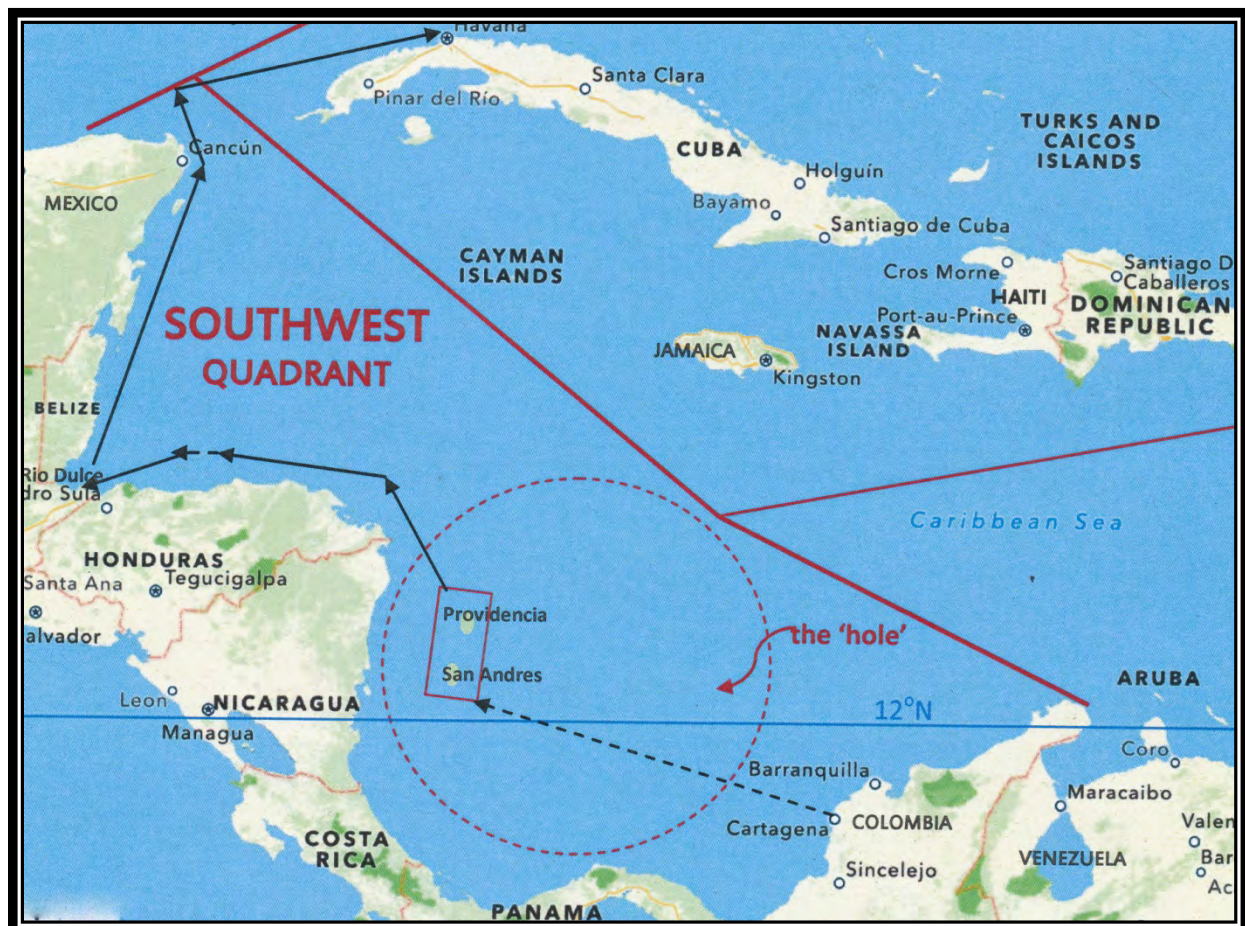 Havana
Santa Clara
Pinar del Río
TURKS AND
CAICOS
ISLANDS
Cancún
CUBA
Holguín
MEXICO
Bayamo
Santiago de Cuba
CAYMAN
ISLANDS
Cros Morne
Santiago D
Caballeros
HAITI
DOMINICAN
REPUBLIC
SOUTHWEST
QUADRANT
Port-au-Prince
NAVASSA
ISLAND
JAMAICA
Kingston
BELIZE
Rio Dulce
dro Sula
Caribbean Sea
HONDURAS
Santa Ana
Tegucigalpa
alvador
Providencia
the 'hole'
San Andres
ARUBA
Leon
NICARAGUA
12°N
Managua
Coro
Barranquilla
Maracaibo
Cartagena
COLOMBIA
Valen
COSTA
RICA
VENEZUELA
Bar
Sincelejo
Ac
PANAMA